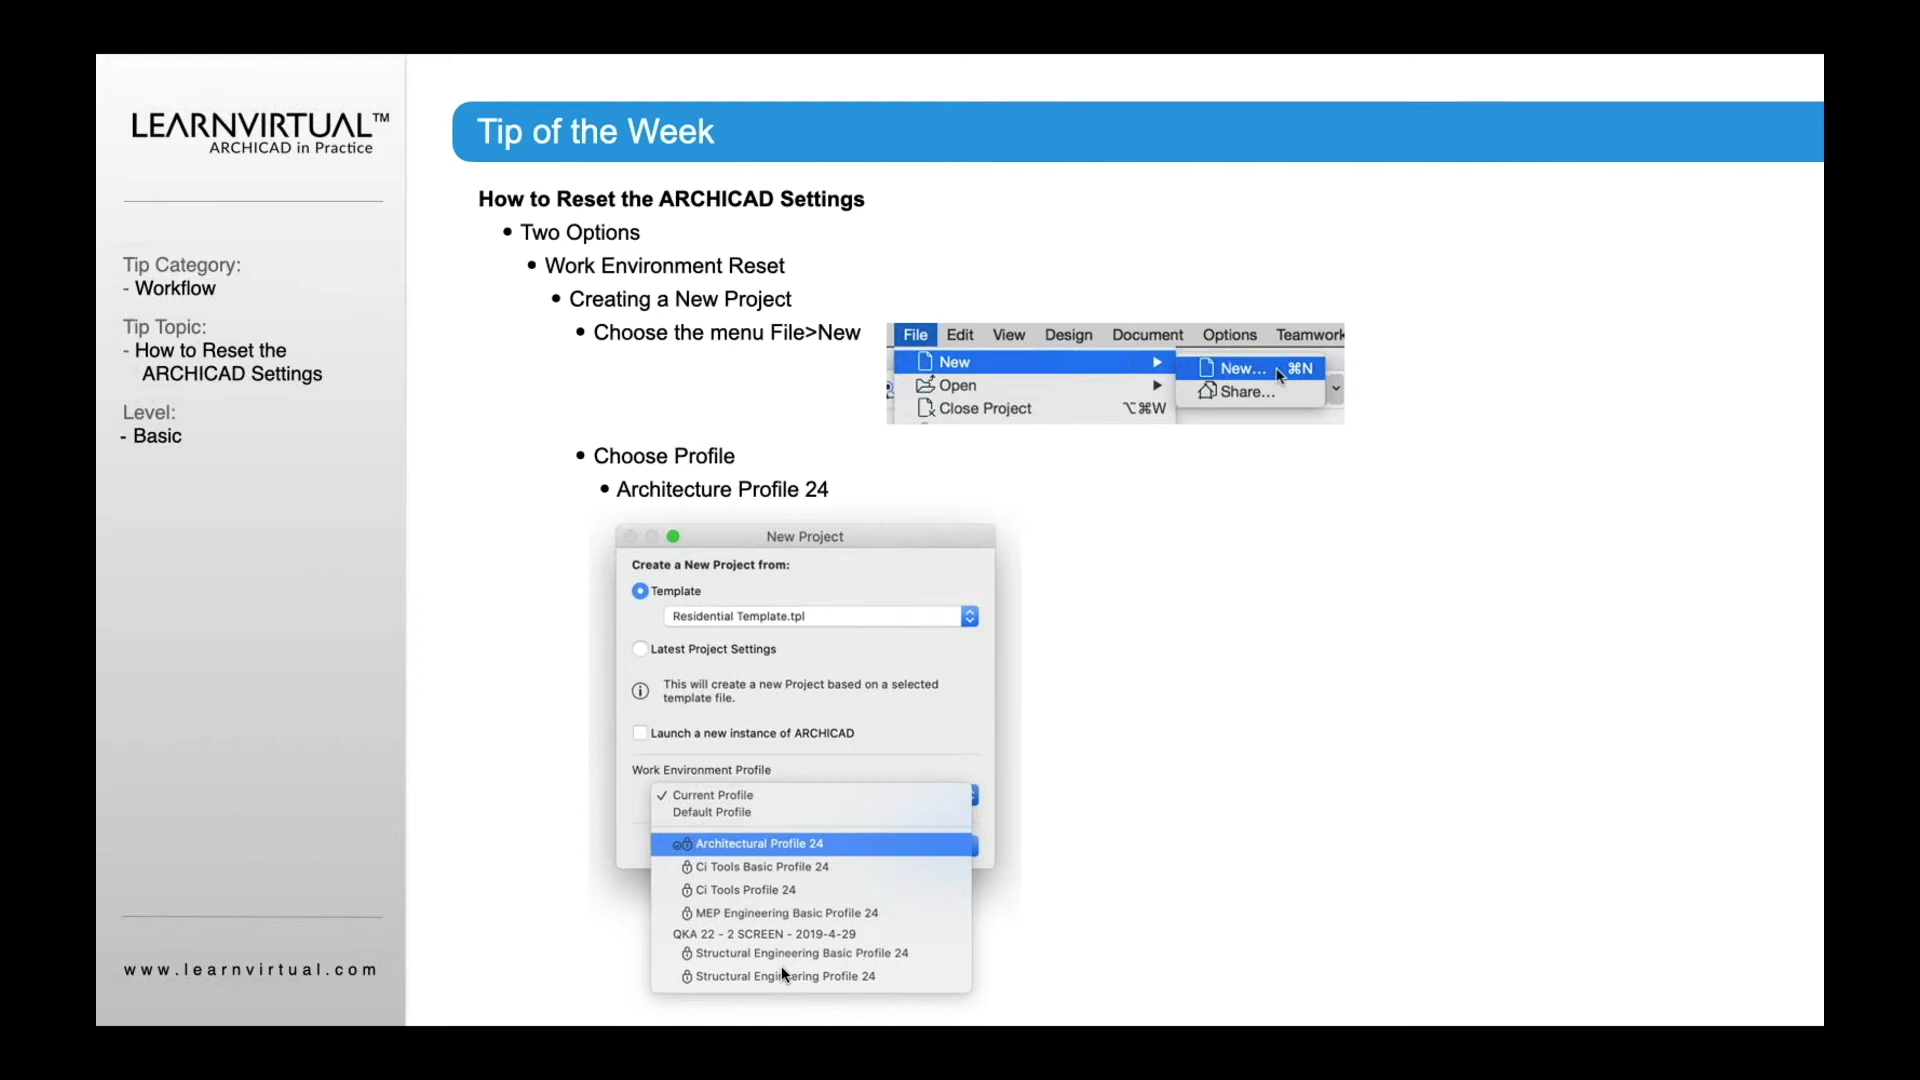 LEARNVIRTUAL™
ARCHICAD in Practice
Tip Category:
- Workflow
Tip Topic:
- How to Reset the
ARCHICAD Settings
Level:
- Basic
www.learnvirtual.com
Tip of the Week
How to Reset the ARCHICAD Settings
• Two Options
• Work Environment Reset
• Creating a New Project
• Choose the menu File>New
File Edit View Design Document Options Teamwork
New
New... ⌘N
Open
Share...
Close Project ⌥⌘W
• Choose Profile
• Architecture Profile 24
New Project
Create a New Project from:
Template
Residential Template.tpl
Latest Project Settings
This will create a new Project based on a selected
template file.
Launch a new instance of ARCHICAD
Work Environment Profile
✓ Current Profile
Default Profile
Architectural Profile 24
Ci Tools Basic Profile 24
Ci Tools Profile 24
MEP Engineering Basic Profile 24
QKA 22 - 2 SCREEN - 2019-4-29
Structural Engineering Basic Profile 24
Structural Engineering Profile 24